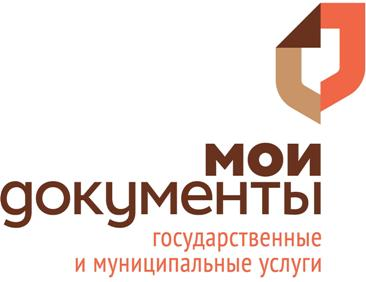 мои
документы
государственные
и муниципальные услуги